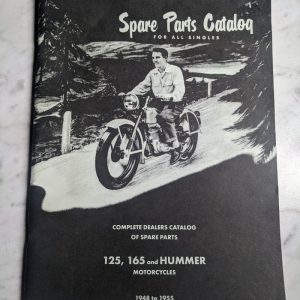 Spare Parts Catalog
FOR ALL SINGLES
COMPLETE DEALERS CATALOG
OF SPARE PARTS
125, 165 and HUMMER
MOTORCYCLES
1948 to 1955